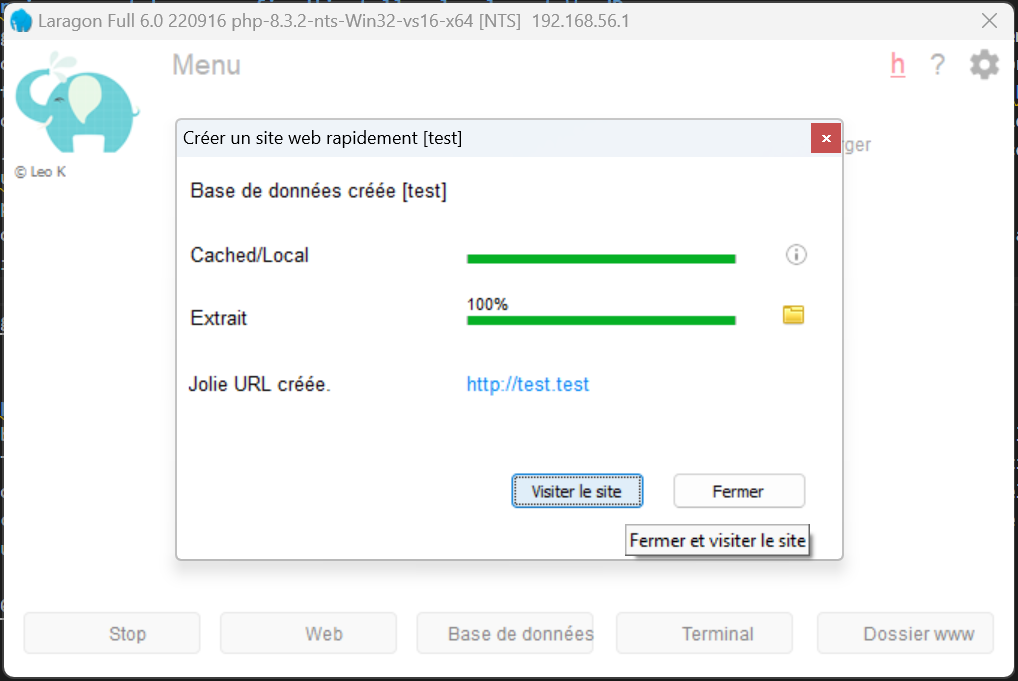 Laragon Full 6.0 220916 php-8.3.2-nts-Win32-vs16-x64 [NTS] 192.168.56.1
Menu
h ?
© Leo K
Créer un site web rapidement [test]
ger
Base de données créée [test]
Cached/Local
100%
Extrait
Jolie URL créée. http://test.test
Visiter le site Fermer
Fermer et visiter le site
Stop Web Base de données Terminal Dossier www